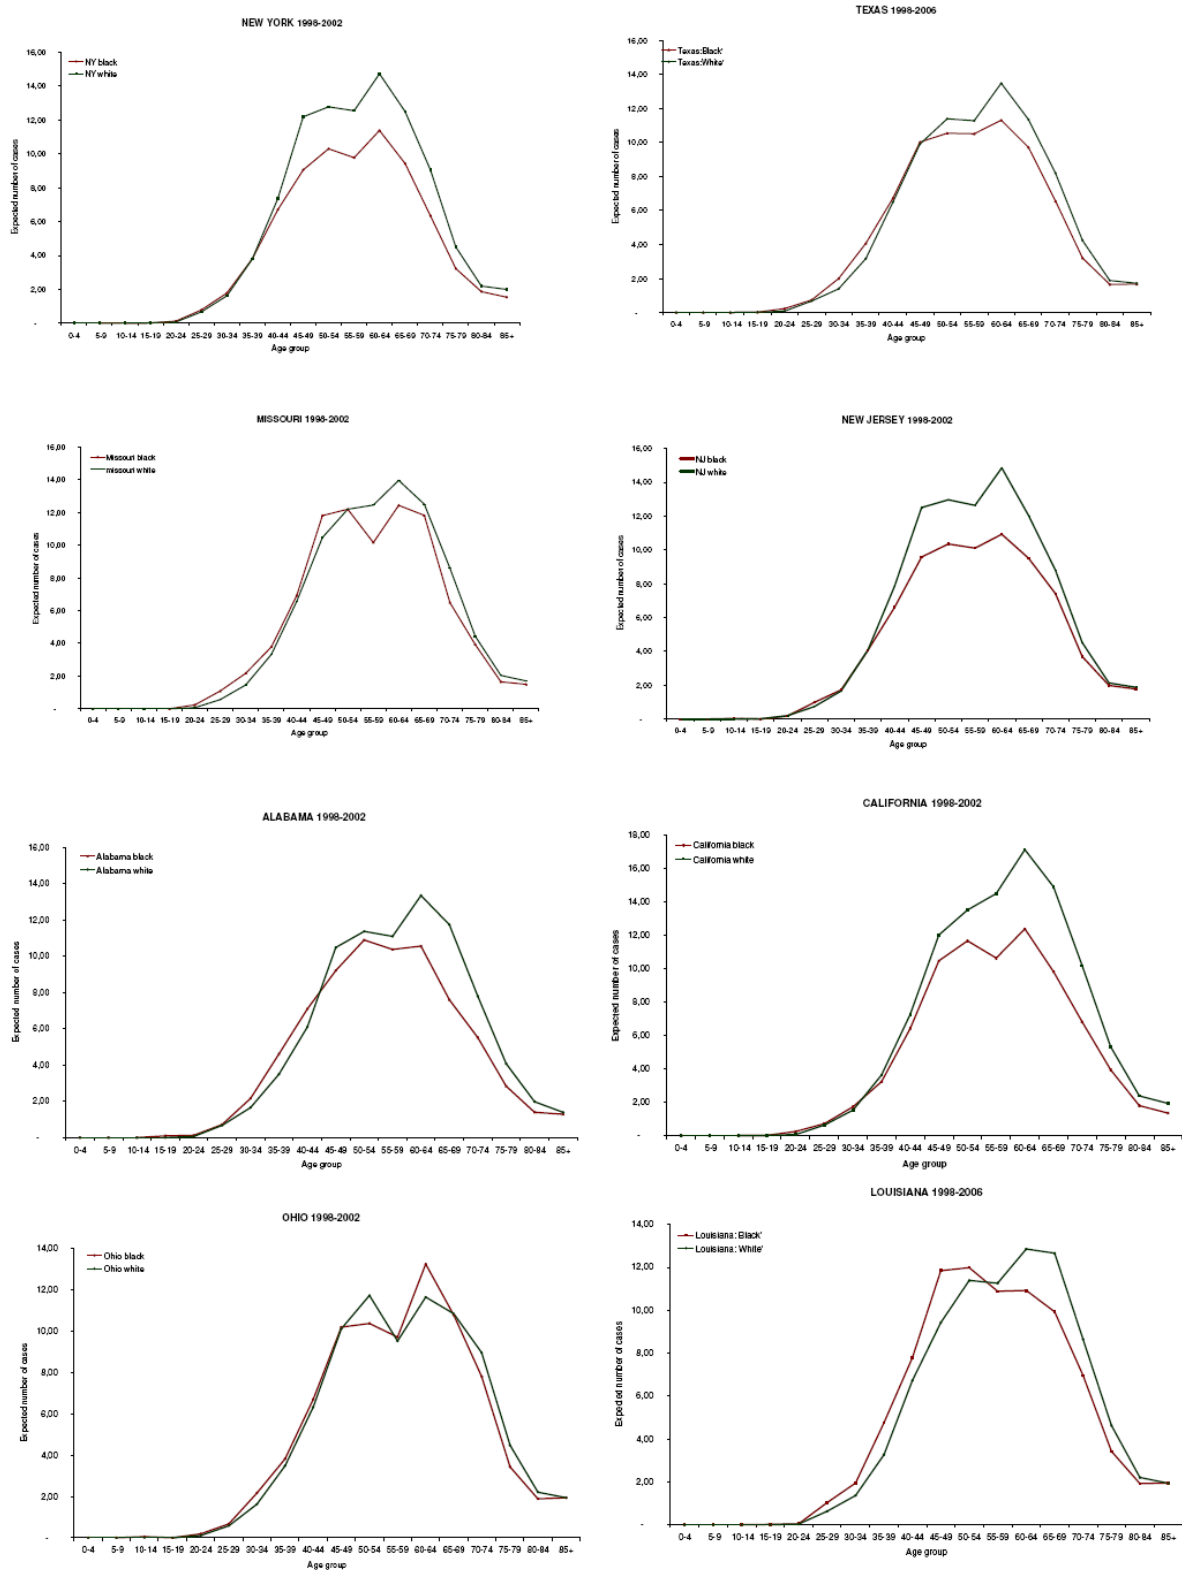 NEW YORK 1998-2002
16,00
14,00
12,00
10,00
8,00
6,00
4,00
2,00
-
NY black
NY white
Expected number of cases
0-4 5-9 10-14 15-19 20-24 25-29 30-34 35-39 40-44 45-49 50-54 55-59 60-64 65-69 70-74 75-79 80-84 85+
Age group
TEXAS 1998-2006
16,00
14,00
12,00
10,00
8,00
6,00
4,00
2,00
-
Texas:Black'
Texas:White'
Expected number of cases
0-4 5-9 10-14 15-19 20-24 25-29 30-34 35-39 40-44 45-49 50-54 55-59 60-64 65-69 70-74 75-79 80-84 85+
Age group
MISSOURI 1998-2002
16,00
14,00
12,00
10,00
8,00
6,00
4,00
2,00
-
Missouri black
missouri white
Expected number of cases
0-4 5-9 10-14 15-19 20-24 25-29 30-34 35-39 40-44 45-49 50-54 55-59 60-64 65-69 70-74 75-79 80-84 85+
Age group
NEW JERSEY 1998-2002
16,00
14,00
12,00
10,00
8,00
6,00
4,00
2,00
-
NJ black
NJ white
Expected number of cases
0-4 5-9 10-14 15-19 20-24 25-29 30-34 35-39 40-44 45-49 50-54 55-59 60-64 65-69 70-74 75-79 80-84 85+
Age group
ALABAMA 1998-2002
16,00
14,00
12,00
10,00
8,00
6,00
4,00
2,00
-
Alabama black
Alabama white
Expected number of cases
0-4 5-9 10-14 15-19 20-24 25-29 30-34 35-39 40-44 45-49 50-54 55-59 60-64 65-69 70-74 75-79 80-84 85+
Age group
CALIFORNIA 1998-2002
18,00
16,00
14,00
12,00
10,00
8,00
6,00
4,00
2,00
-
California black
California white
Expected number of cases
0-4 5-9 10-14 15-19 20-24 25-29 30-34 35-39 40-44 45-49 50-54 55-59 60-64 65-69 70-74 75-79 80-84 85+
Age group
OHIO 1998-2002
14,00
12,00
10,00
8,00
6,00
4,00
2,00
-
Ohio black
Ohio white
Expected number of cases
0-4 5-9 10-14 15-19 20-24 25-29 30-34 35-39 40-44 45-49 50-54 55-59 60-64 65-69 70-74 75-79 80-84 85+
Age group
LOUISIANA 1998-2006
14,00
12,00
10,00
8,00
6,00
4,00
2,00
-
Louisiana: Black'
Louisiana: White'
Expected number of cases
0-4 5-9 10-14 15-19 20-24 25-29 30-34 35-39 40-44 45-49 50-54 55-59 60-64 65-69 70-74 75-79 80-84 85+
Age group